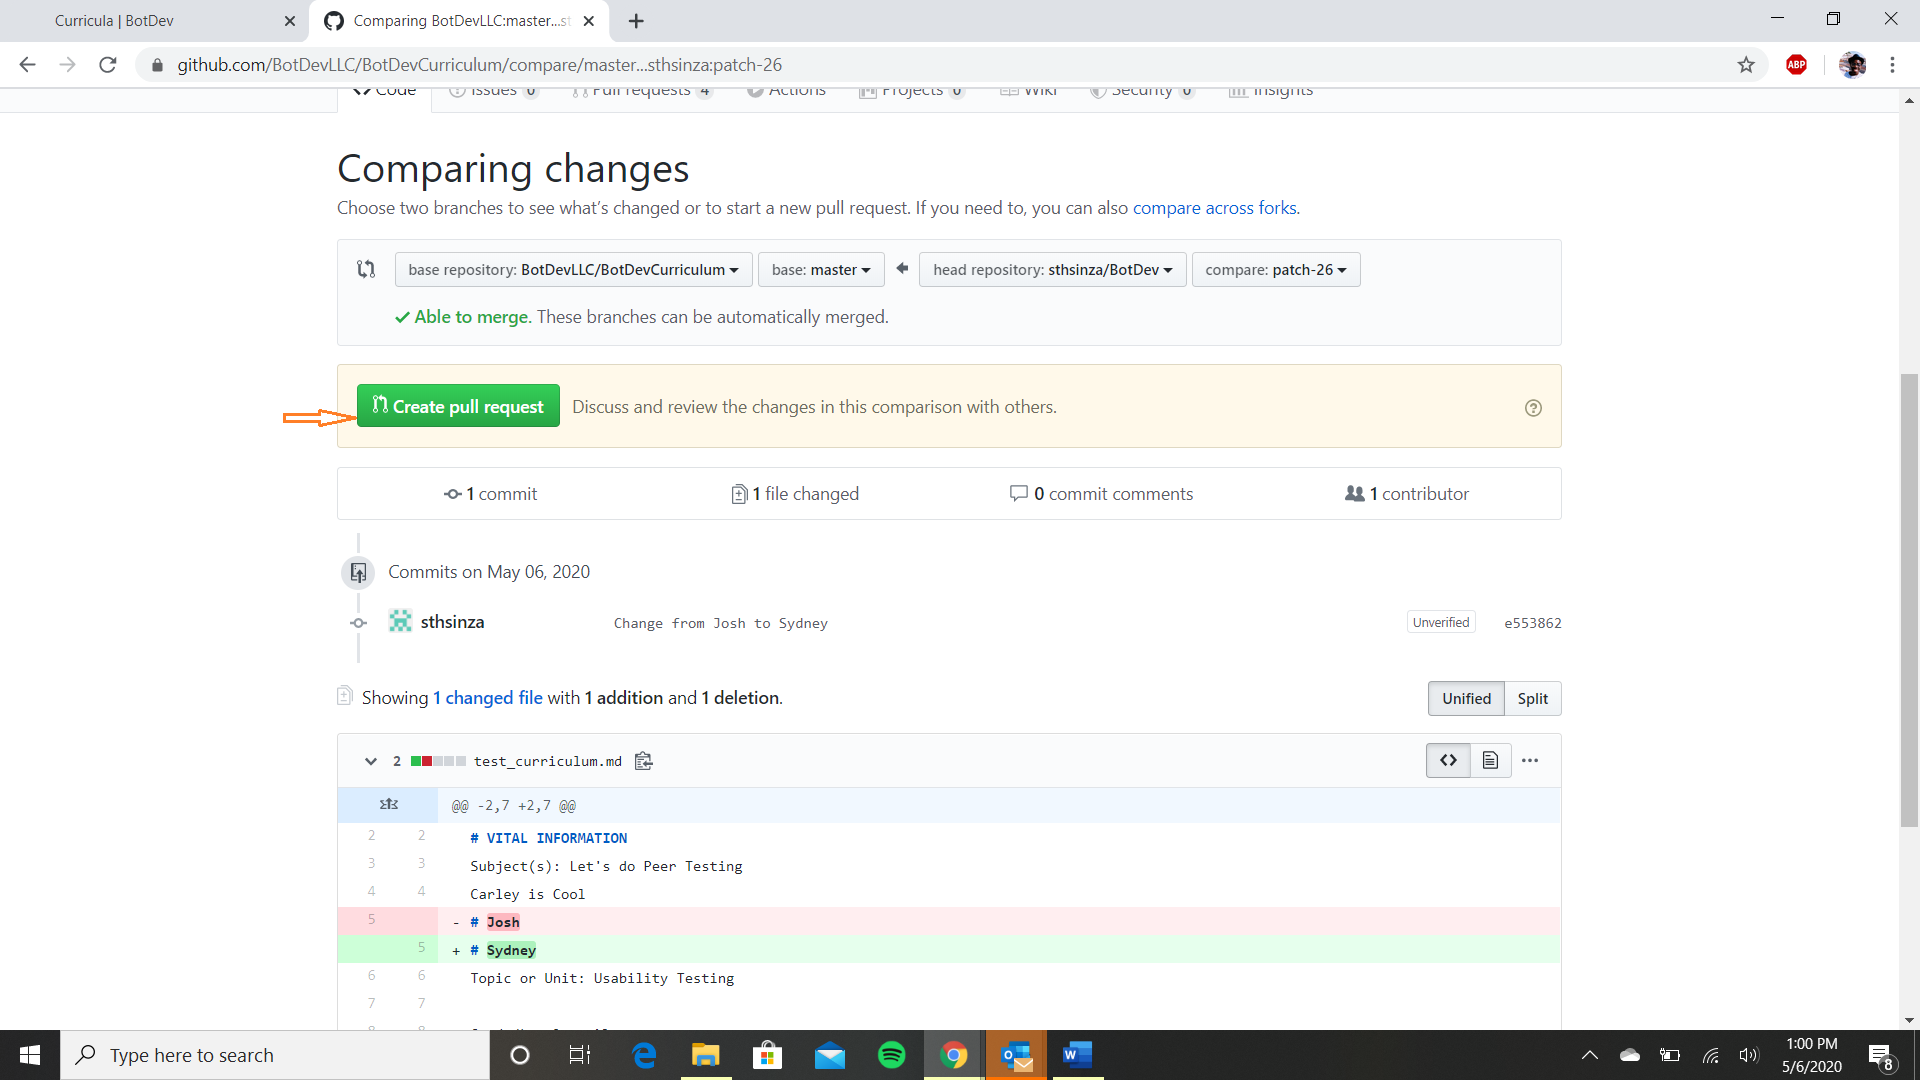 Curricula | BotDev
Comparing BotDevLLC:master...st
github.com/BotDevLLC/BotDevCurriculum/compare/master...sthsinza:patch-26
ABP
Code Issues 0 Pull requests 4 Actions Projects 0 Wiki Security 0 Insights
Comparing changes
Choose two branches to see what’s changed or to start a new pull request. If you need to, you can also compare across forks.
base repository: BotDevLLC/BotDevCurriculum base: master head repository: sthsinza/BotDev compare: patch-26
Able to merge. These branches can be automatically merged.
Create pull request Discuss and review the changes in this comparison with others.
1 commit 1 file changed 0 commit comments 1 contributor
Commits on May 06, 2020
sthsinza Change from Josh to Sydney Unverified e553862
Showing 1 changed file with 1 addition and 1 deletion.
Unified Split
2 test_curriculum.md
@@ -2,7 +2,7 @@
2 2 # VITAL INFORMATION
3 3 Subject(s): Let's do Peer Testing
4 4 Carley is Cool
5 - # Josh
5 + # Sydney
6 6 Topic or Unit: Usability Testing
7 7
8 8
Type here to search
1:00 PM
5/6/2020
8